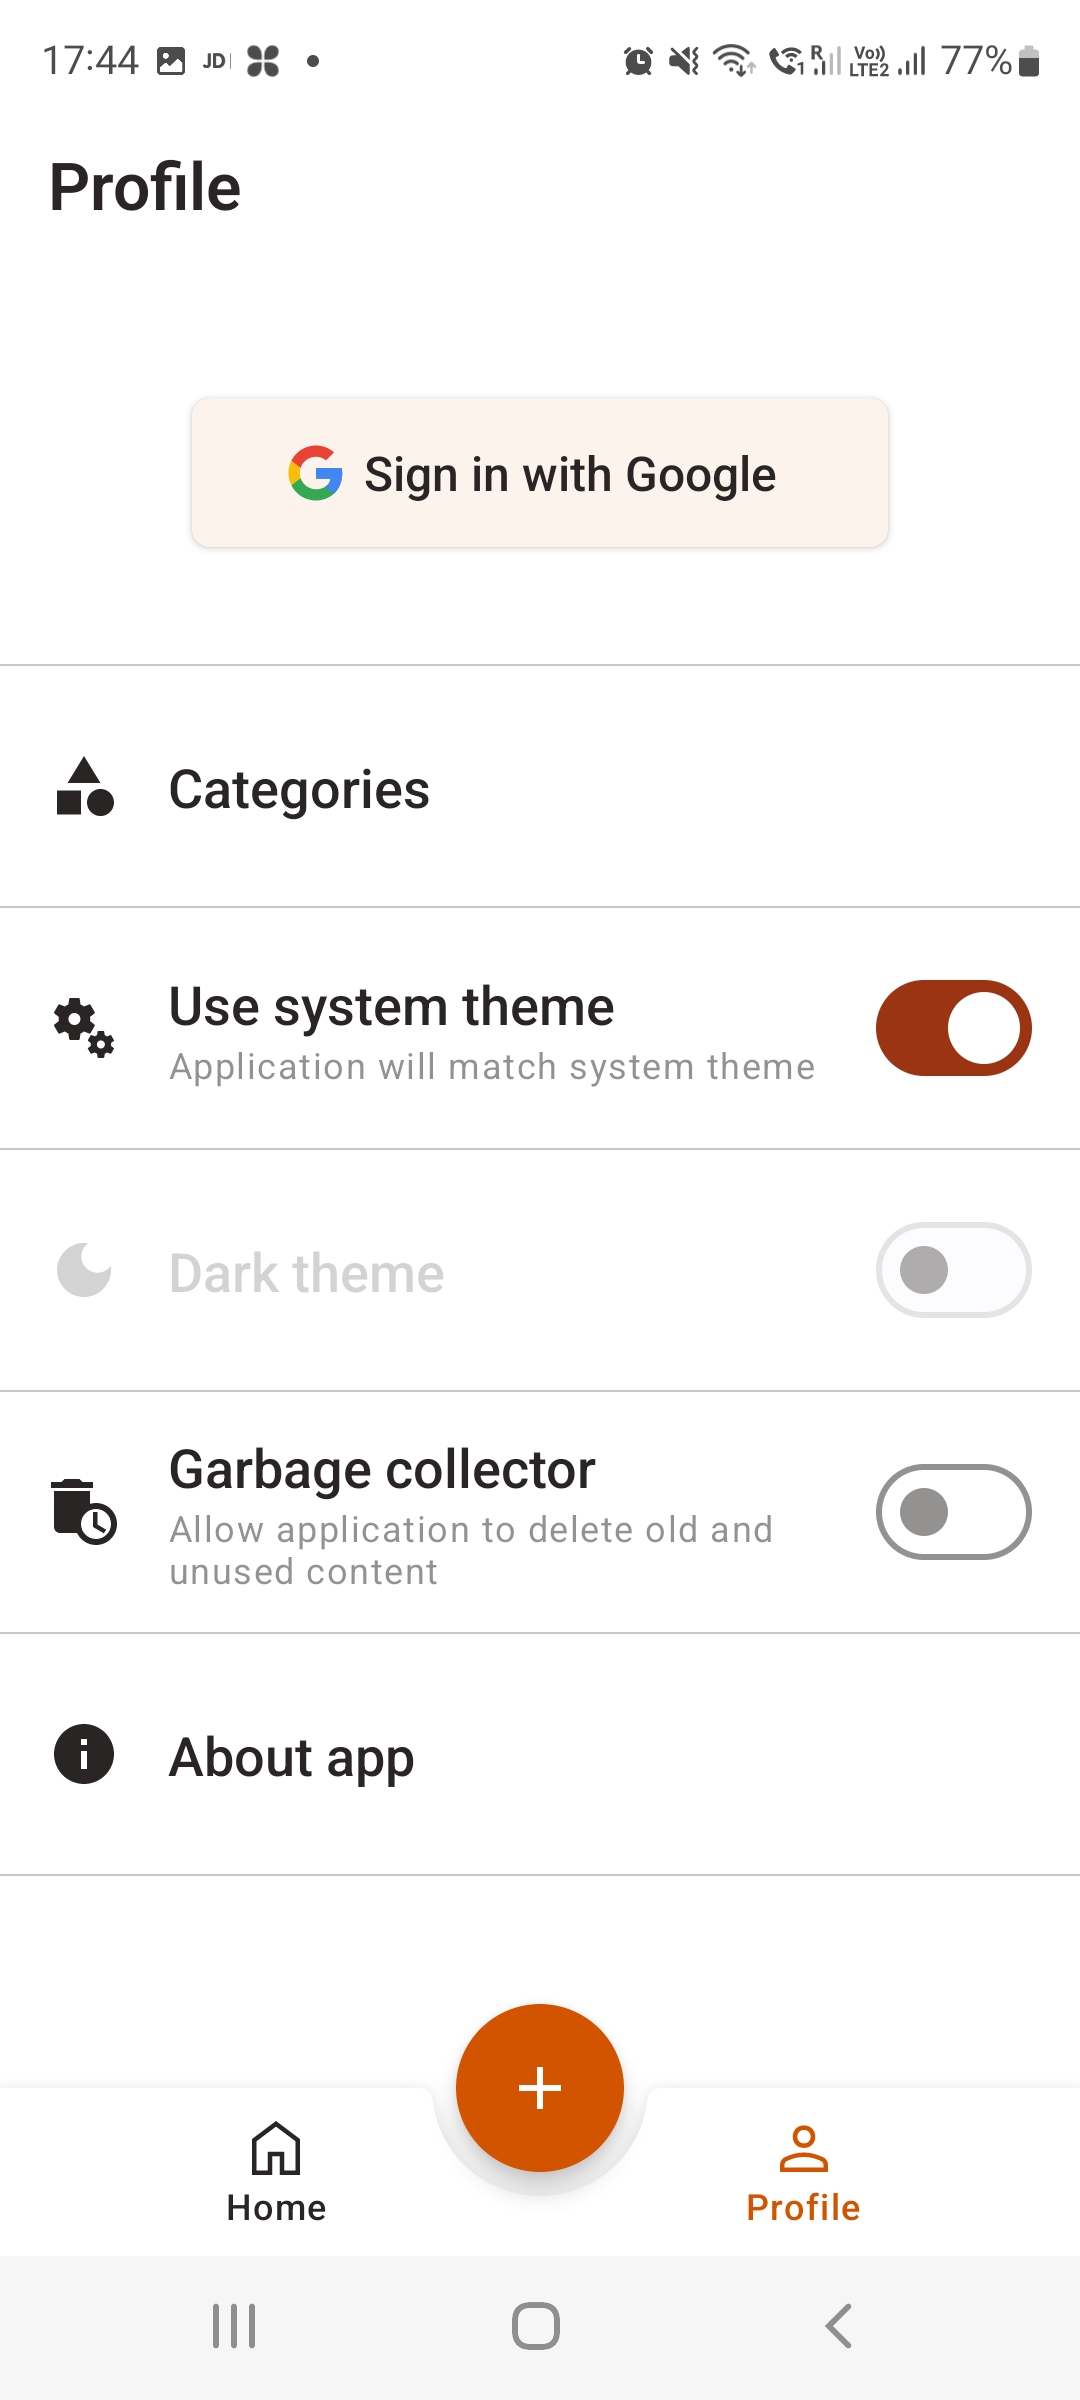 17:44 JD 1 R Vo)) LTE2 77%
Profile
Sign in with Google
Categories
Use system theme
Application will match system theme
Dark theme
Garbage collector
Allow application to delete old and
unused content
About app
Home
Profile